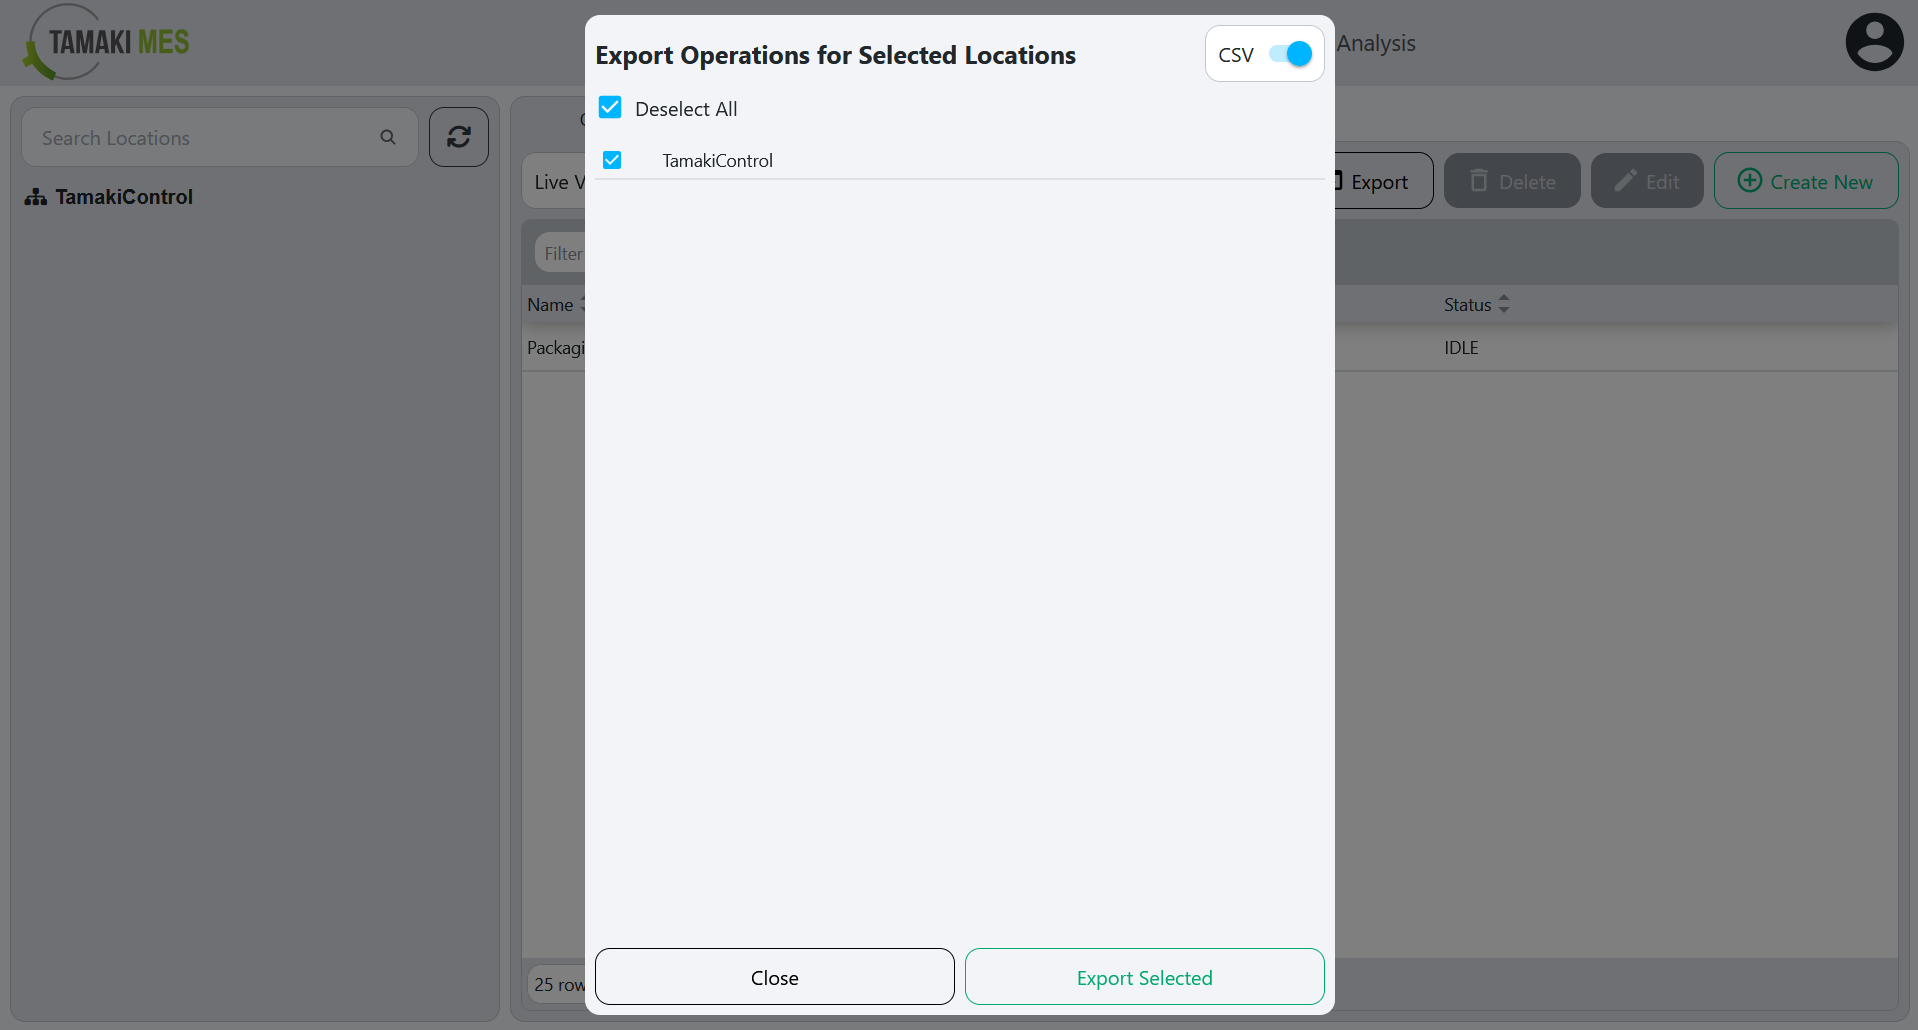 TAMAKI MES
Export Operations for Selected Locations
CSV
Analysis
Deselect All
Search Locations
TamakiControl
TamakiControl
Live
Export
Delete
Edit
Create New
Filter
Name
Status
Packagi
IDLE
25 row
Close
Export Selected